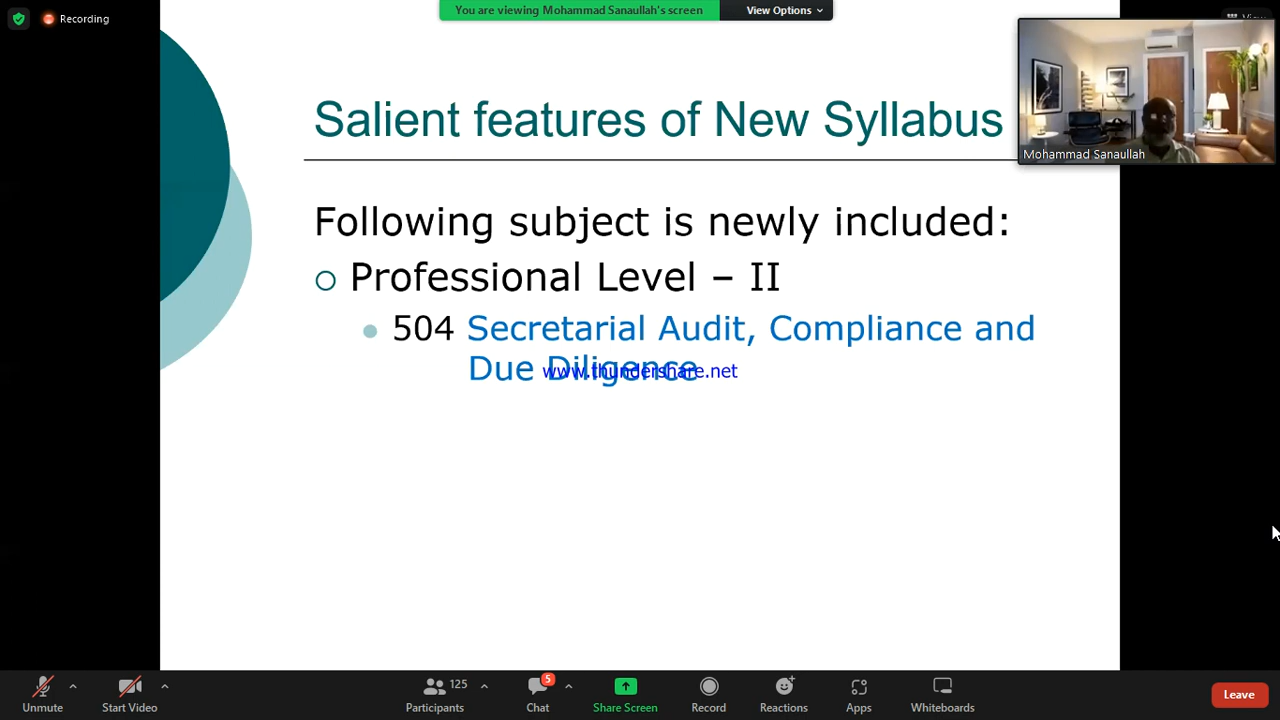 Recording
You are viewing Mohammad Sanaullah's screen
View Options
View
Salient features of New Syllabus
Mohammad Sanaullah
Following subject is newly included:
Professional Level – II
504 Secretarial Audit, Compliance and
Due Diligence
www.thundershare.net
Unmute
Start Video
Participants
125
Chat
5
Share Screen
Record
Reactions
Apps
Whiteboards
Leave